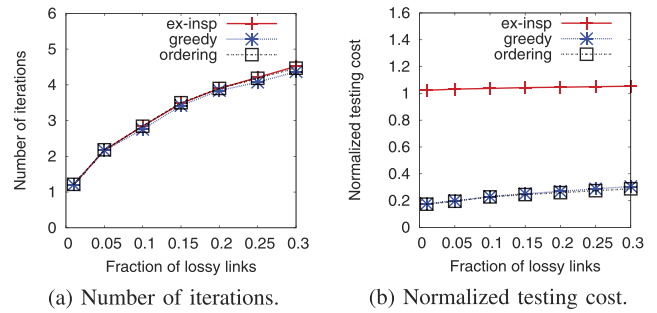 ex-insp
greedy
ordering
Number of iterations
6
5
4
3
2
1
0
0 0.05 0.1 0.15 0.2 0.25 0.3
Fraction of lossy links
(a) Number of iterations.
ex-insp
greedy
ordering
Normalized testing cost
1.6
1.4
1.2
1
0.8
0.6
0.4
0.2
0
0 0.05 0.1 0.15 0.2 0.25 0.3
Fraction of lossy links
(b) Normalized testing cost.